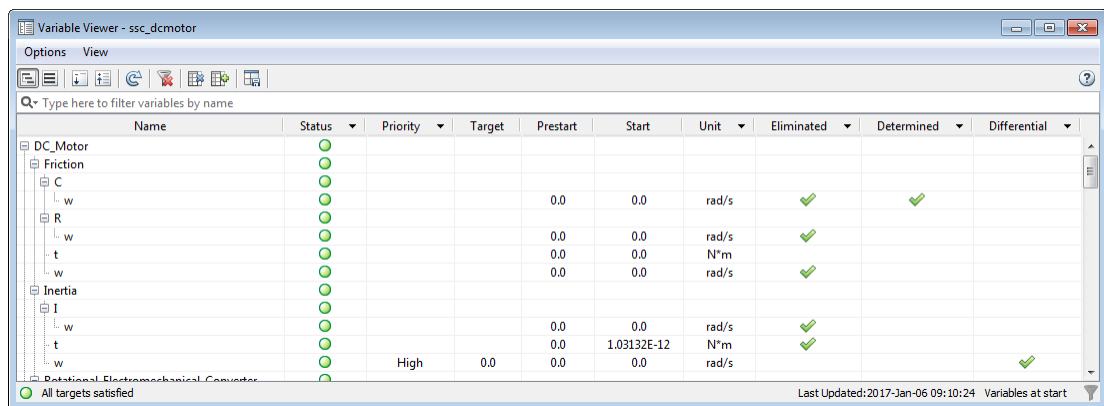 Variable Viewer - ssc_dcmotor
Options View
Type here to filter variables by name
Name Status Priority Target Prestart Start Unit Eliminated Determined Differential
DC_Motor
Friction
C
w 0.0 0.0 rad/s
R
w 0.0 0.0 rad/s
t 0.0 0.0 N*m
w 0.0 0.0 rad/s
Inertia
I
w 0.0 0.0 rad/s
t 0.0 1.03132E-12 N*m
w High 0.0 0.0 0.0 rad/s
Rotational Electromechanical Converter
All targets satisfied Last Updated:2017-Jan-06 09:10:24 Variables at start